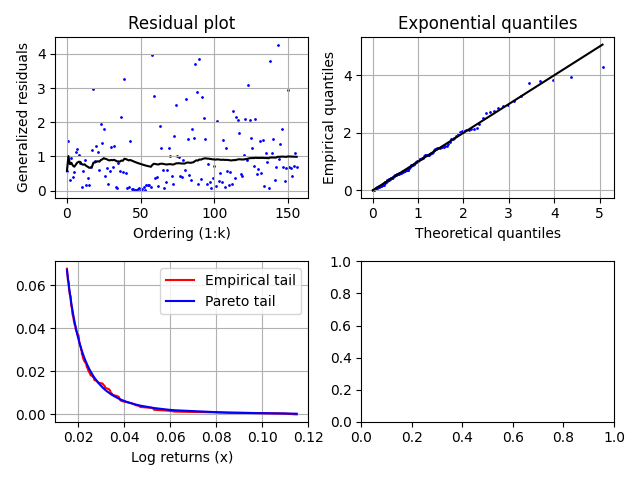 Residual plot
Generalized residuals
4
3
2
1
0
0 50 100 150
Ordering (1:k)
Exponential quantiles
Empirical quantiles
4
2
0
0 1 2 3 4 5
Theoretical quantiles
0.06
0.04
0.02
0.00
Empirical tail
Pareto tail
0.02 0.04 0.06 0.08 0.10 0.12
Log returns (x)
1.0
0.8
0.6
0.4
0.2
0.0
0.0 0.2 0.4 0.6 0.8 1.0